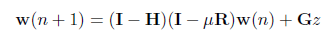 w(n + 1) = (I − H)(I − μR)w(n) + Gz